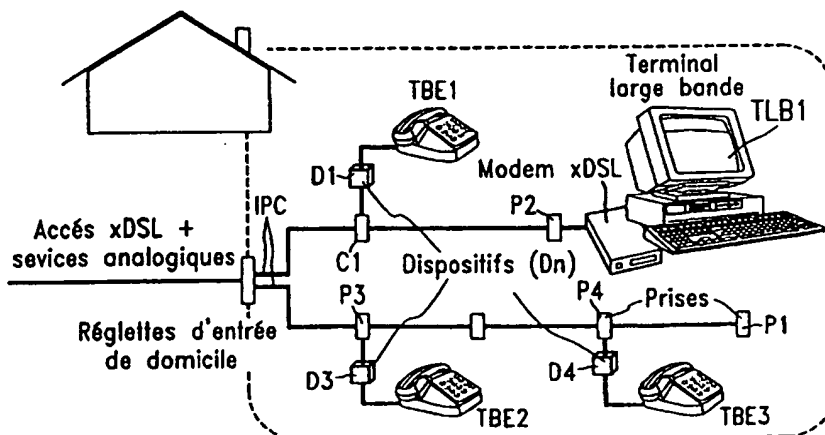 Terminal
large bande
TBE1
TLB1
D1
Modem xDSL
P2
IPC
Accés xDSL +
sevices analogiques
C1
Dispositifs (Dn)
P3
P4
Prises
P1
Réglettes d'entrée
de domicile
D3
D4
TBE2
TBE3